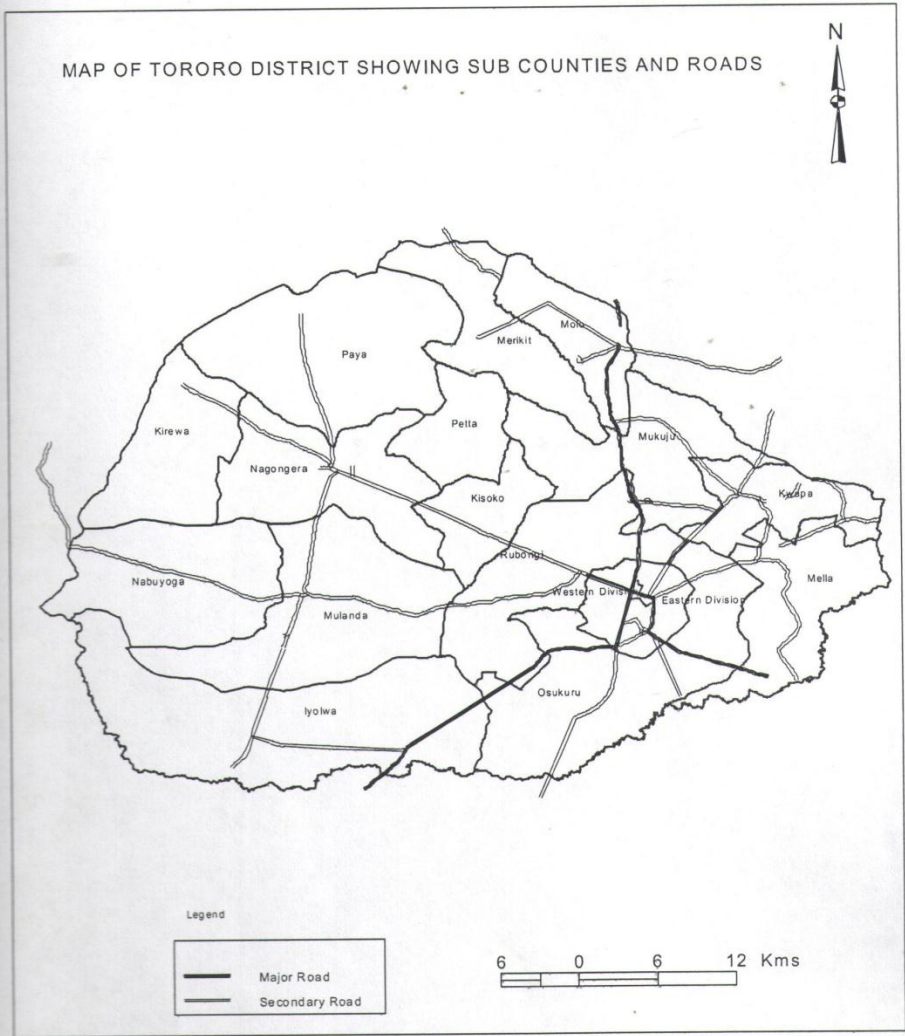 N
MAP OF TORORO DISTRICT SHOWING SUB COUNTIES AND ROADS
Molo
Merikit
Paya
Petta
Kirewa
Mukuju
Nagongera
Kisoko
Kwapa
Rubongi
Nabuyoga
Mella
Western Divisi
Eastern Division
Mulanda
Osukuru
Iyolwa
Legend
Major Road
Secondary Road
6 0 6 12 Kms